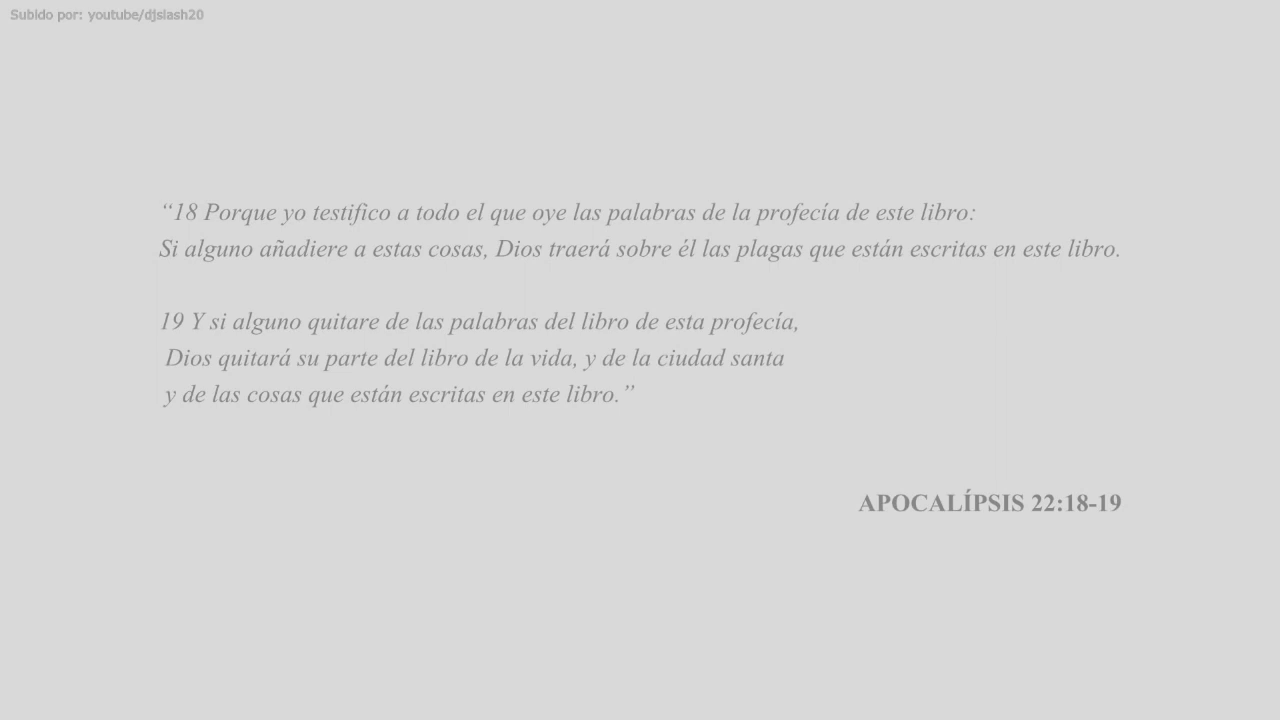 Subido por: youtube/djslash20
“18 Porque yo testifico a todo el que oye las palabras de la profecía de este libro:
Si alguno añadiere a estas cosas, Dios traerá sobre él las plagas que están escritas en este libro.
19 Y si alguno quitare de las palabras del libro de esta profecía,
Dios quitará su parte del libro de la vida, y de la ciudad santa
y de las cosas que están escritas en este libro.”
APOCALÍPSIS 22:18-19